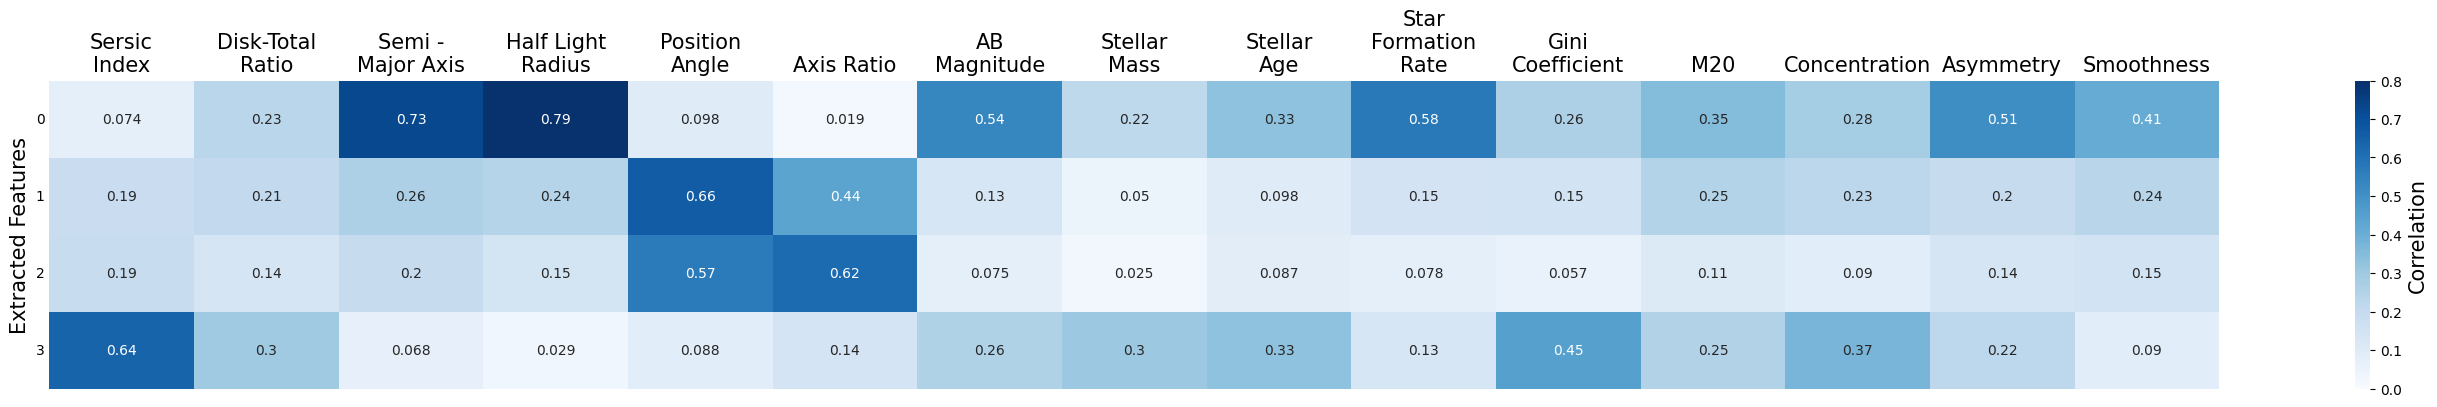 Sersic
Index
Disk-Total
Ratio
Semi -
Major Axis
Half Light
Radius
Position
Angle
Axis Ratio
AB
Magnitude
Stellar
Mass
Stellar
Age
Star
Formation
Rate
Gini
Coefficient
M20
Concentration
Asymmetry
Smoothness
Extracted Features
0 0.074 0.23 0.73 0.79 0.098 0.019 0.54 0.22 0.33 0.58 0.26 0.35 0.28 0.51 0.41
1 0.19 0.21 0.26 0.24 0.66 0.44 0.13 0.05 0.098 0.15 0.15 0.25 0.23 0.2 0.24
2 0.19 0.14 0.2 0.15 0.57 0.62 0.075 0.025 0.087 0.078 0.057 0.11 0.09 0.14 0.15
3 0.64 0.3 0.068 0.029 0.088 0.14 0.26 0.3 0.33 0.13 0.45 0.25 0.37 0.22 0.09
0.8
0.7
0.6
0.5
0.4
0.3
0.2
0.1
0.0
Correlation